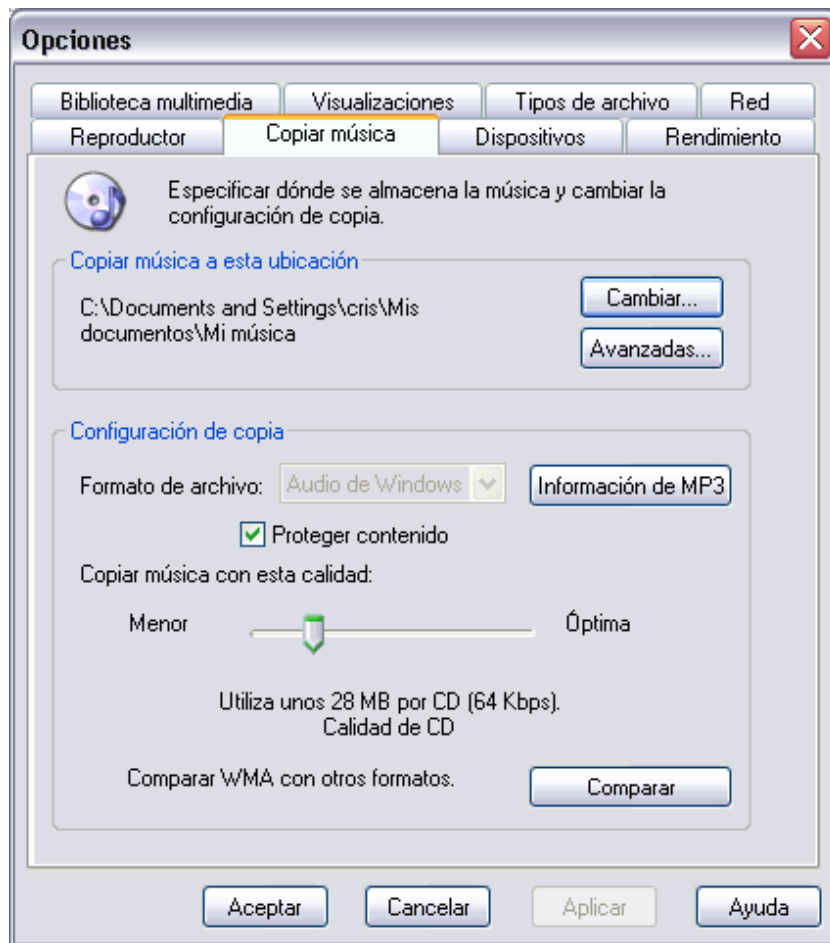 Opciones
Biblioteca multimedia Visualizaciones Tipos de archivo Red
Reproductor Copiar música Dispositivos Rendimiento
Especificar dónde se almacena la música y cambiar la
configuración de copia.
Copiar música a esta ubicación
C:\Documents and Settings\cris\Mis
documentos\Mi música
Cambiar...
Avanzadas...
Configuración de copia
Formato de archivo: Audio de Windows Información de MP3
Proteger contenido
Copiar música con esta calidad:
Menor Óptima
Utiliza unos 28 MB por CD (64 Kbps).
Calidad de CD
Comparar WMA con otros formatos. Comparar
Aceptar Cancelar Aplicar Ayuda